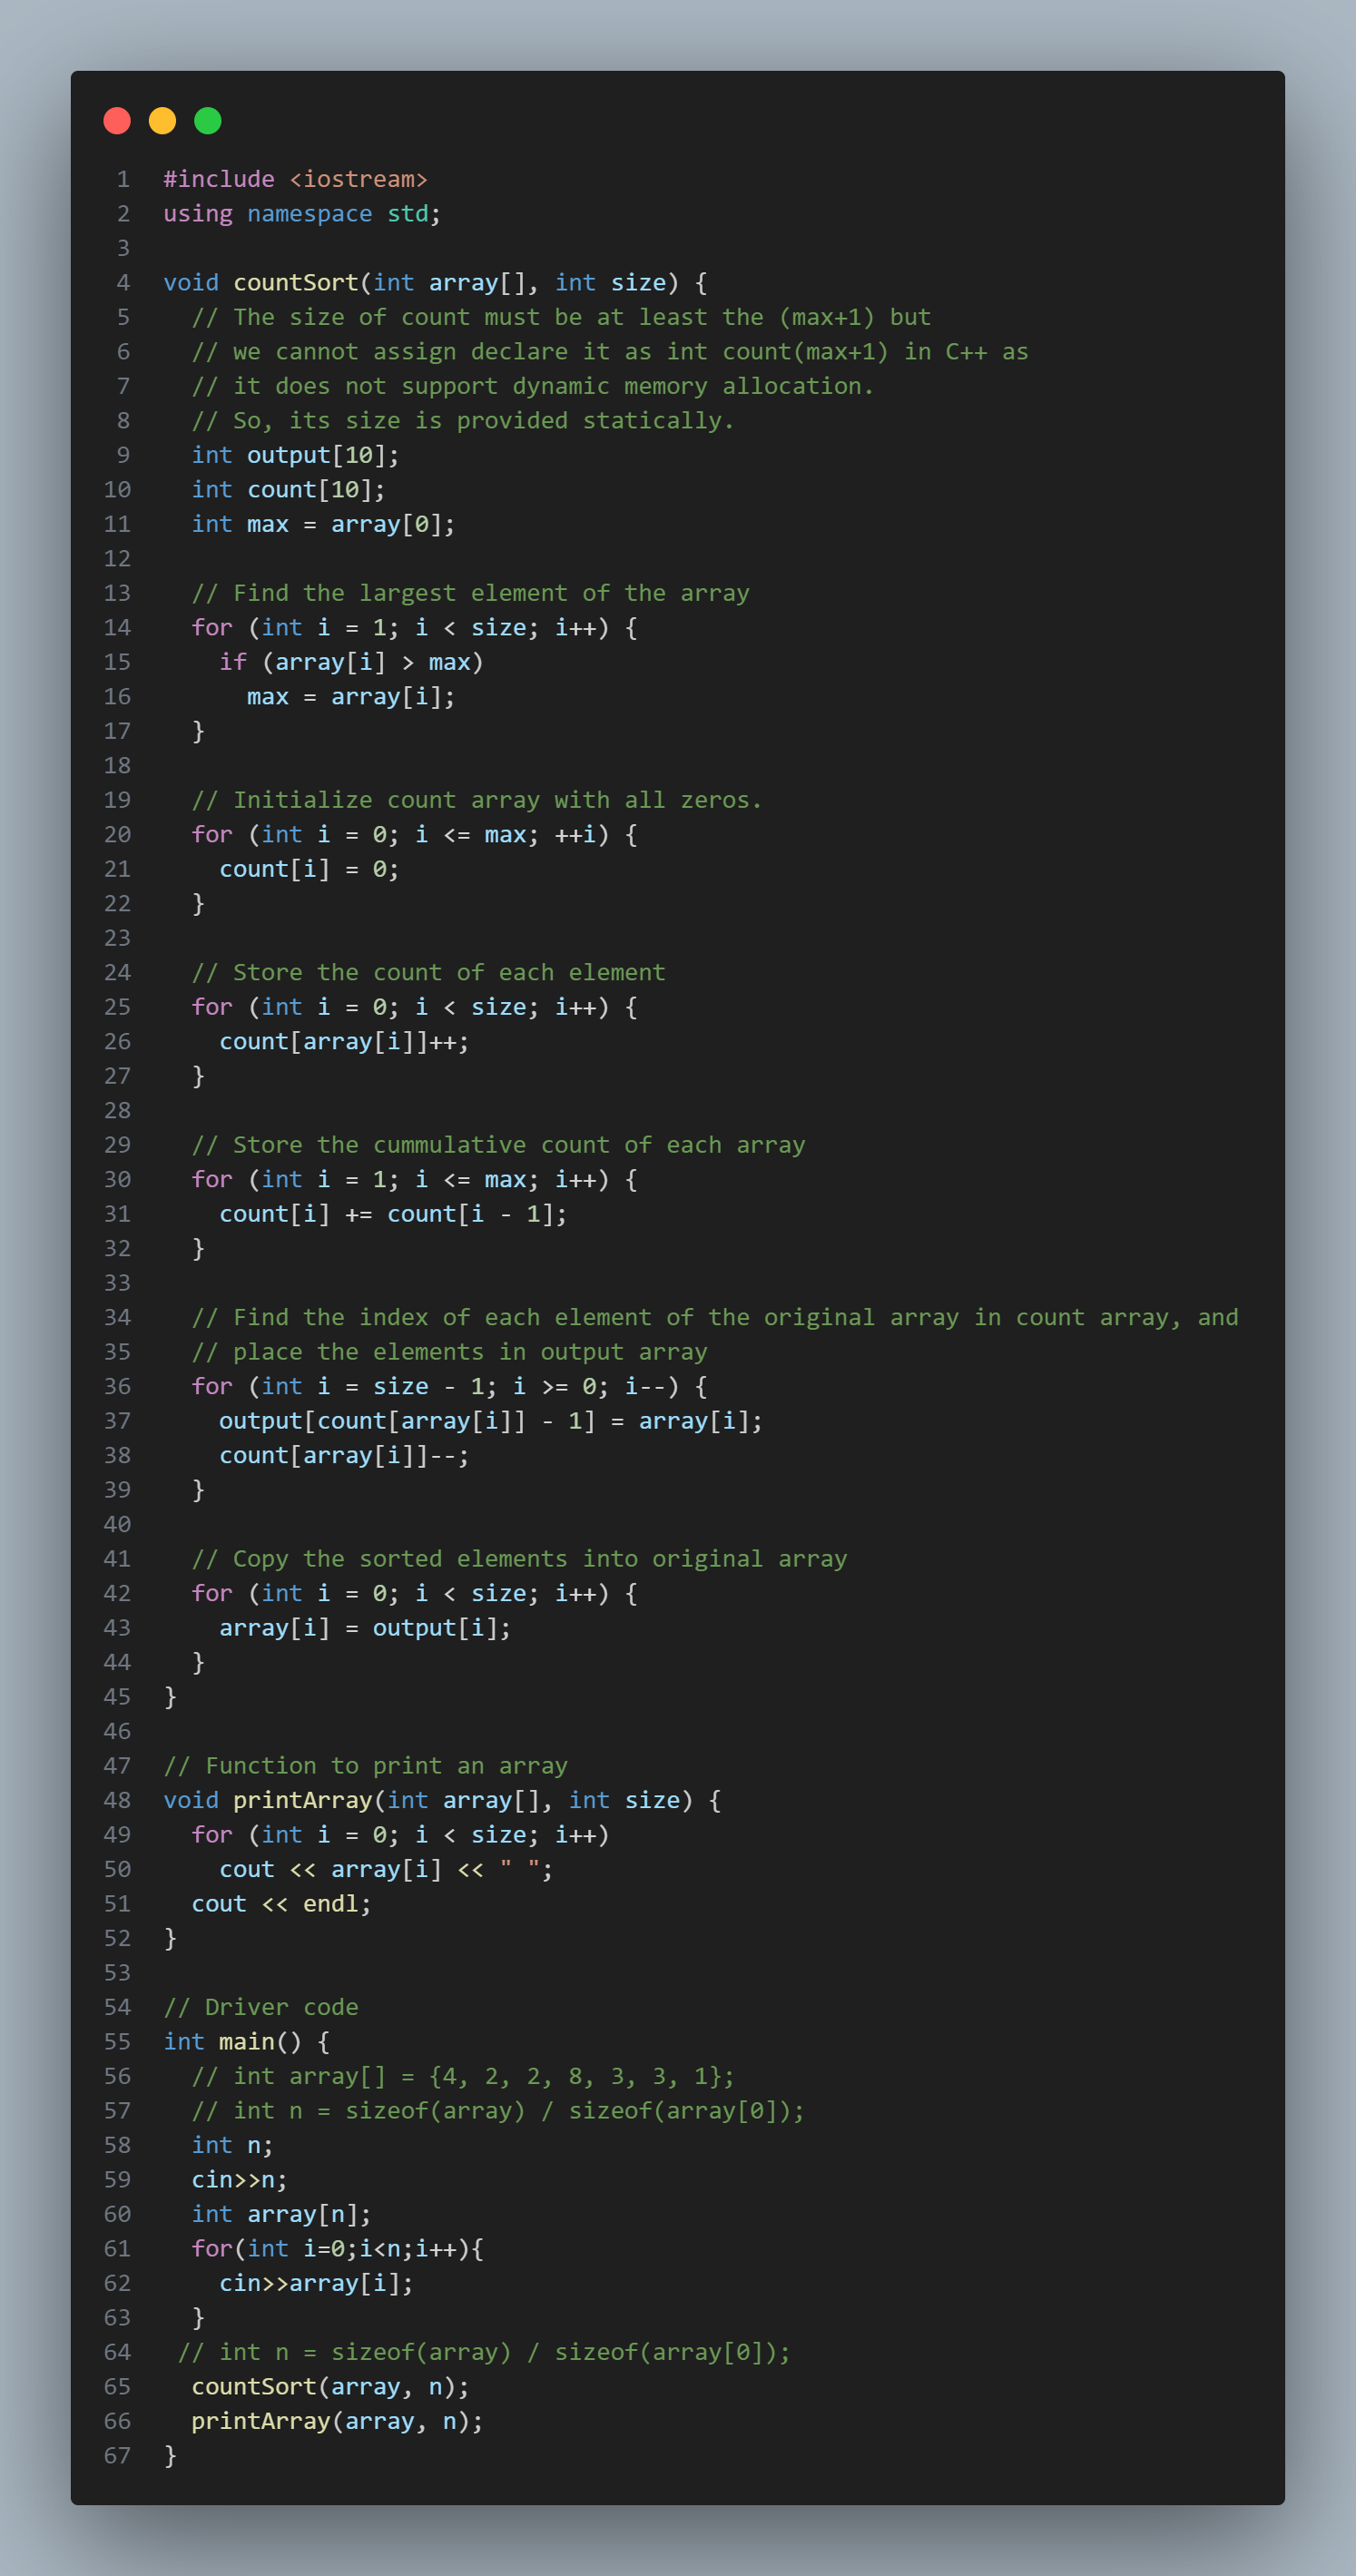 1 #include <iostream>
2 using namespace std;
3
4 void countSort(int array[], int size) {
5   // The size of count must be at least the (max+1) but
6   // we cannot assign declare it as int count(max+1) in C++ as
7   // it does not support dynamic memory allocation.
8   // So, its size is provided statically.
9   int output[10];
10   int count[10];
11   int max = array[0];
12
13   // Find the largest element of the array
14   for (int i = 1; i < size; i++) {
15     if (array[i] > max)
16       max = array[i];
17   }
18
19   // Initialize count array with all zeros.
20   for (int i = 0; i <= max; ++i) {
21     count[i] = 0;
22   }
23
24   // Store the count of each element
25   for (int i = 0; i < size; i++) {
26     count[array[i]]++;
27   }
28
29   // Store the cummulative count of each array
30   for (int i = 1; i <= max; i++) {
31     count[i] += count[i - 1];
32   }
33
34   // Find the index of each element of the original array in count array, and
35   // place the elements in output array
36   for (int i = size - 1; i >= 0; i--) {
37     output[count[array[i]] - 1] = array[i];
38     count[array[i]]--;
39   }
40
41   // Copy the sorted elements into original array
42   for (int i = 0; i < size; i++) {
43     array[i] = output[i];
44   }
45 }
46
47 // Function to print an array
48 void printArray(int array[], int size) {
49   for (int i = 0; i < size; i++)
50     cout << array[i] << " ";
51   cout << endl;
52 }
53
54 // Driver code
55 int main() {
56   // int array[] = {4, 2, 2, 8, 3, 3, 1};
57   // int n = sizeof(array) / sizeof(array[0]);
58   int n;
59   cin>>n;
60   int array[n];
61   for(int i=0;i<n;i++){
62     cin>>array[i];
63   }
64  // int n = sizeof(array) / sizeof(array[0]);
65   countSort(array, n);
66   printArray(array, n);
67 }